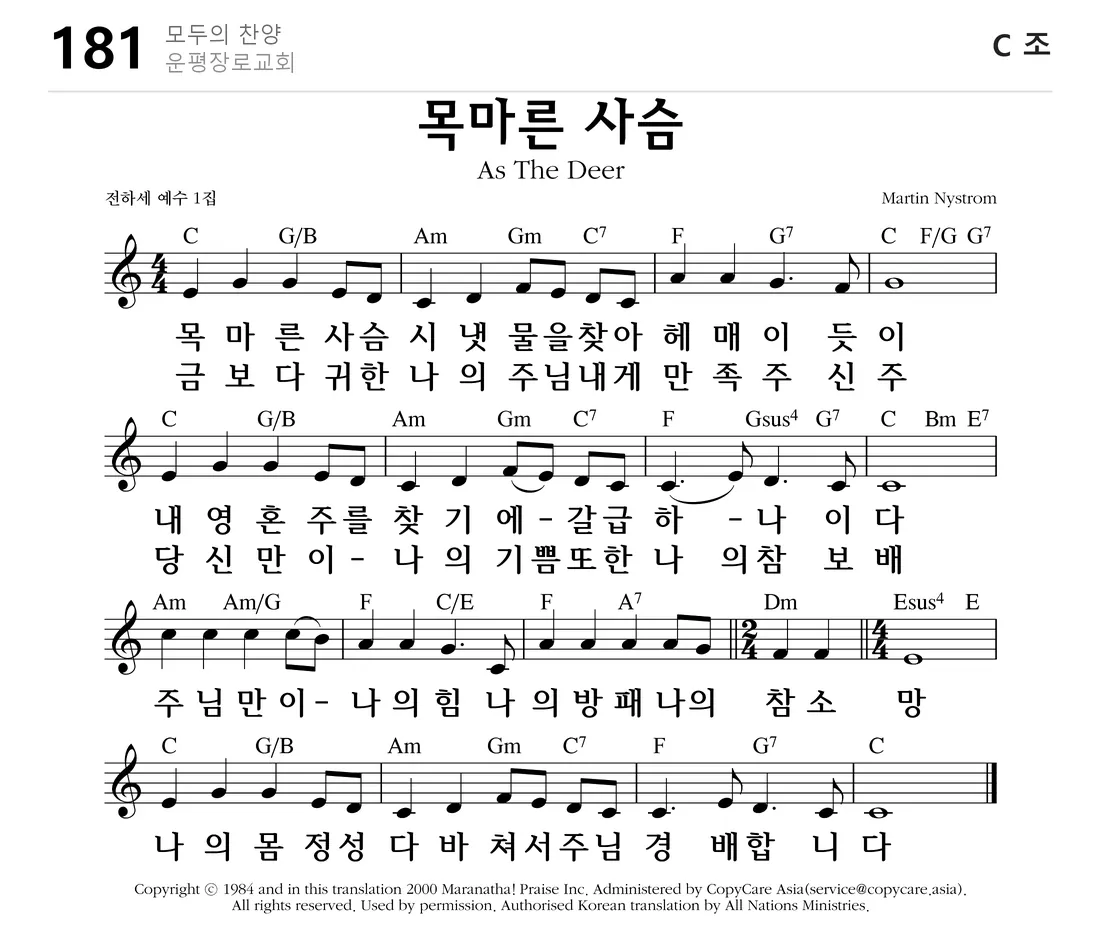 181 모두의 찬양
운평장로교회
C 조
목마른 사슴
As The Deer
전하세 예수 1집 Martin Nystrom
C G/B Am Gm C7 F G7 C F/G G7
4 4
목 마 른 사슴 시 냇 물을찾아 헤 매 이 듯 이
금 보 다 귀한 나 의 주님내게 만 족 주 신 주
C G/B Am Gm C7 F Gsus4 G7 C Bm E7
내 영 혼 주를 찾 기 에-갈급 하 -나 이 다
당 신 만 이- 나 의 기쁨또한 나 의참 보 배
Am Am/G F C/E F A7 Dm Esus4 E
2 4 4 4
주 님 만 이- 나 의 힘 나 의 방 패 나의 참 소 망
C G/B Am Gm C7 F G7 C
나 의 몸 정성 다 바 쳐서주님 경 배합 니 다
Copyright ⓒ 1984 and in this translation 2000 Maranatha! Praise Inc. Administered by CopyCare Asia(service@copycare.asia).
All rights reserved. Used by permission. Authorised Korean translation by All Nations Ministries.